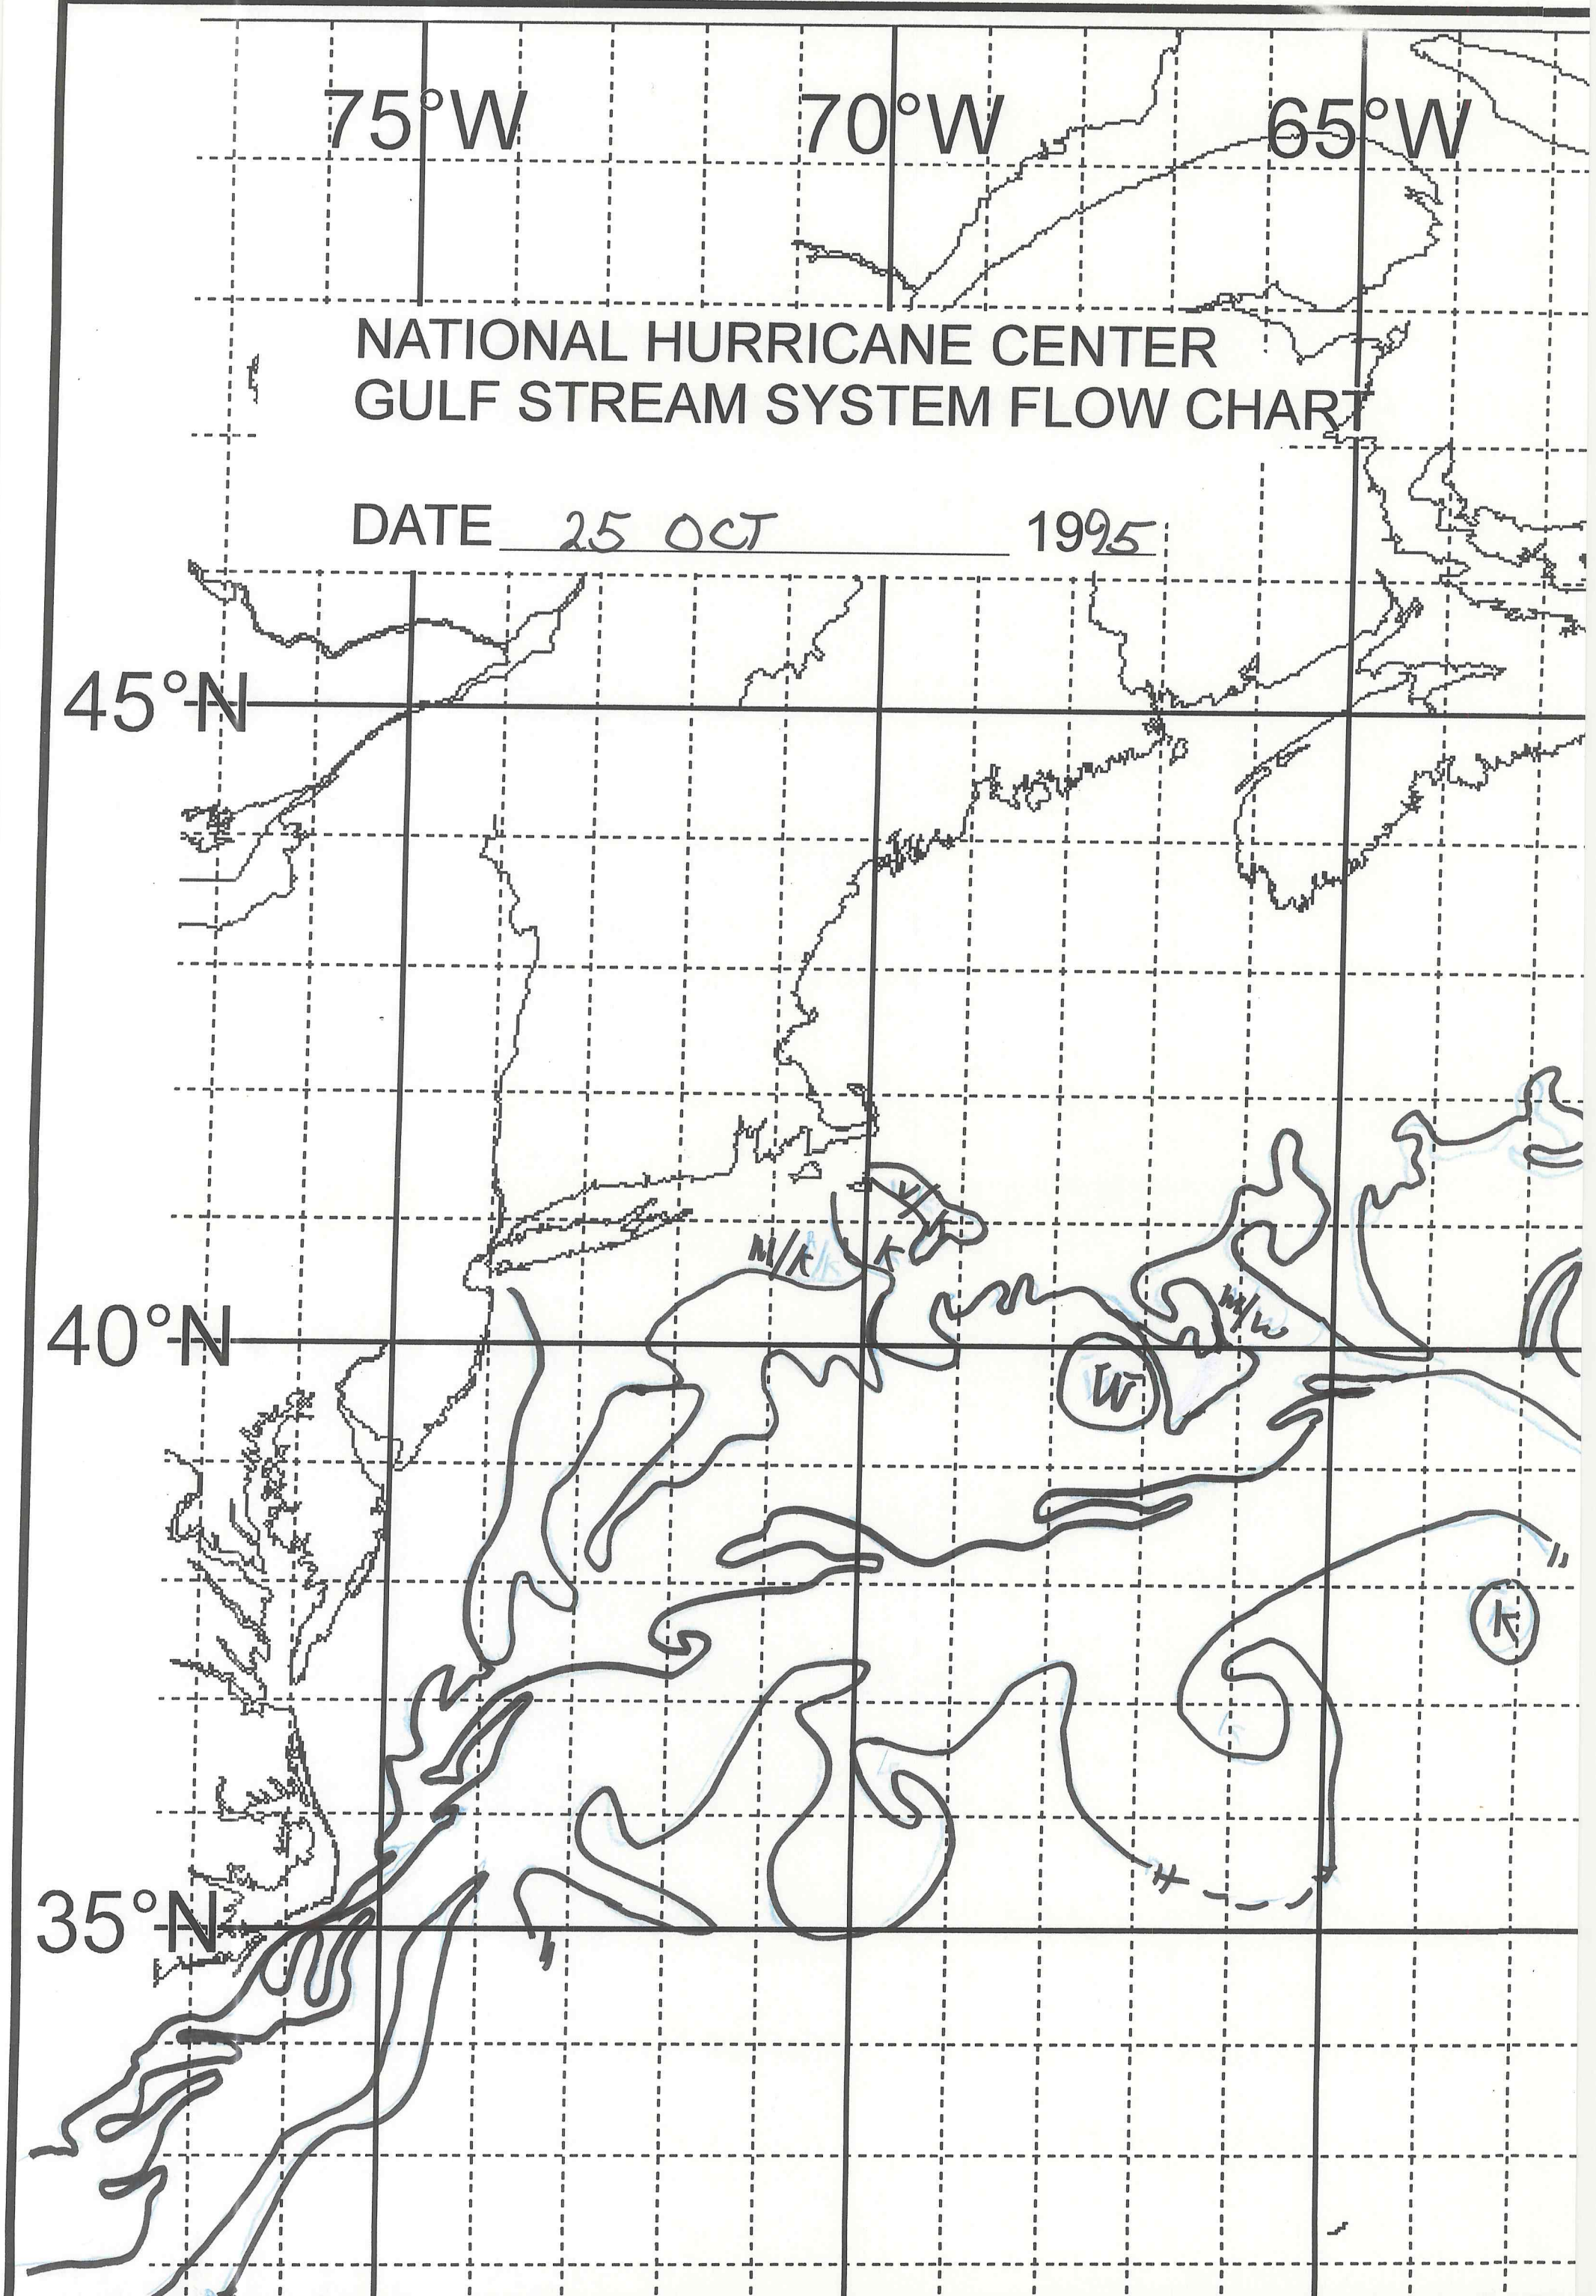 75°W 70°W 65°W
NATIONAL HURRICANE CENTER
GULF STREAM SYSTEM FLOW CHART
DATE 25 OCT 1995
45°N
M/K K
40°N
M/W
W
K
35°N